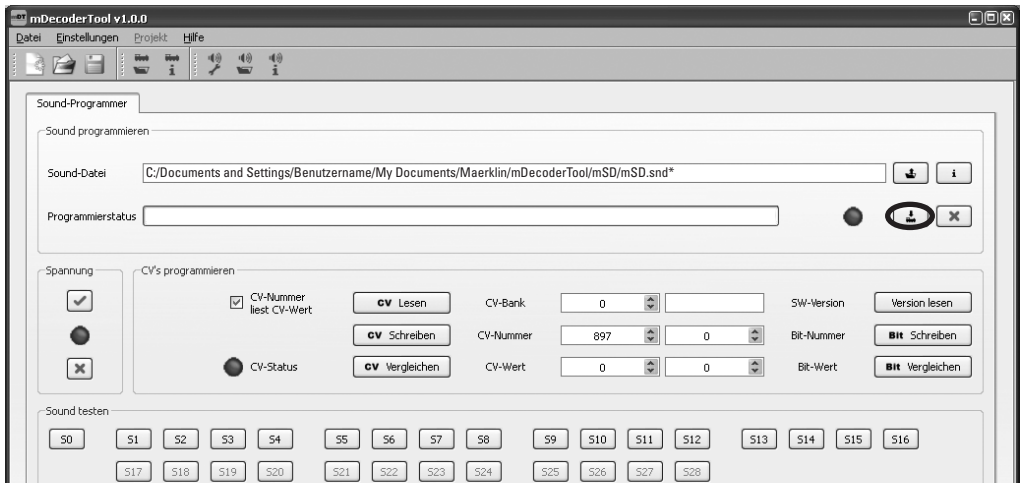 mDT mDecoderTool v1.0.0
Datei Einstellungen Projekt Hilfe
Sound-Programmer
Sound programmieren
Sound-Datei C:/Documents and Settings/Benutzername/My Documents/Maerklin/mDecoderTool/mSD/mSD.snd* i
Programmierstatus
Spannung CV's programmieren
CV-Nummer
liest CV-Wert CV Lesen CV-Bank 0 SW-Version Version lesen
CV Schreiben CV-Nummer 897 0 Bit-Nummer Bit Schreiben
CV-Status CV Vergleichen CV-Wert 0 0 Bit-Wert Bit Vergleichen
Sound testen
S0 S1 S2 S3 S4 S5 S6 S7 S8 S9 S10 S11 S12 S13 S14 S15 S16
S17 S18 S19 S20 S21 S22 S23 S24 S25 S26 S27 S28